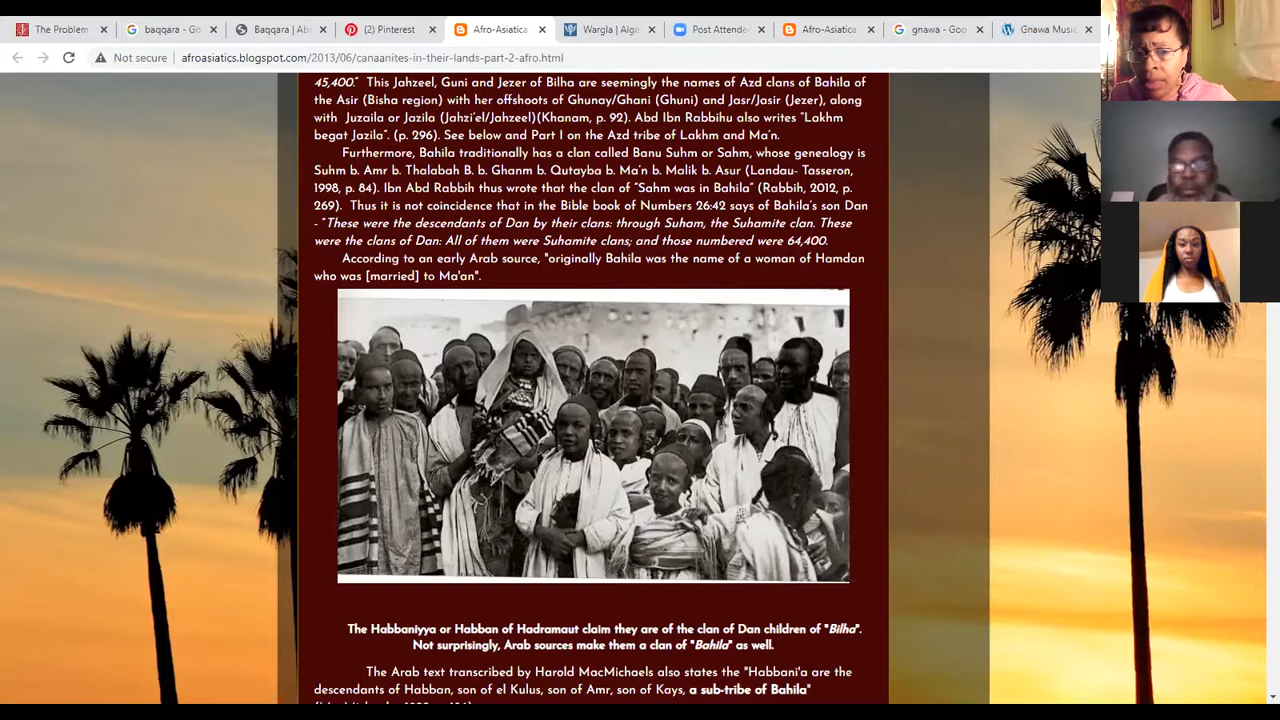 The Problem
baqqara - Goo
Baqqara | Abi
(2) Pinterest
Afro-Asiatica
Wargla | Alge
Post Attende
Afro-Asiatica
gnawa - Goo
Gnawa Music
Not secure
afroasiatics.blogspot.com/2013/06/canaanites-in-their-lands-part-2-afro.html
45,400." This Jahzeel, Guni and Jezer of Bilha are seemingly the names of Azd clans of Bahila of
the Asir (Bisha region) with her offshoots of Ghunay/Ghani (Ghuni) and Jasr/Jasir (Jezer), along
with Juzaila or Jazila (Jahzi'el/Jahzeel)(Khanam, p. 92). Abd Ibn Rabbihu also writes "Lakhm
begat Jazila". (p. 296). See below and Part I on the Azd tribe of Lakhm and Ma'n.
Furthermore, Bahila traditionally has a clan called Banu Suhm or Sahm, whose genealogy is
Suhm b. Amr b. Thalabah B. b. Ghanm b. Qutayba b. Ma'n b. Malik b. Asur (Landau- Tasseron,
1998, p. 84). Ibn Abd Rabbih thus wrote that the clan of "Sahm was in Bahila" (Rabbih, 2012, p.
269). Thus it is not coincidence that in the Bible book of Numbers 26:42 says of Bahila's son Dan
- "These were the descendants of Dan by their clans: through Suham, the Suhamite clan. These
were the clans of Dan: All of them were Suhamite clans; and those numbered were 64,400.
According to an early Arab source, "originally Bahila was the name of a woman of Hamdan
who was [married] to Ma'an".
The Habbaniyya or Habban of Hadramaut claim they are of the clan of Dan children of "Bilha".
Not surprisingly, Arab sources make them a clan of "Bahila" as well.
The Arab text transcribed by Harold MacMichaels also states the "Habbani'a are the
descendants of Habban, son of el Kulus, son of Amr, son of Kays, a sub-tribe of Bahila"